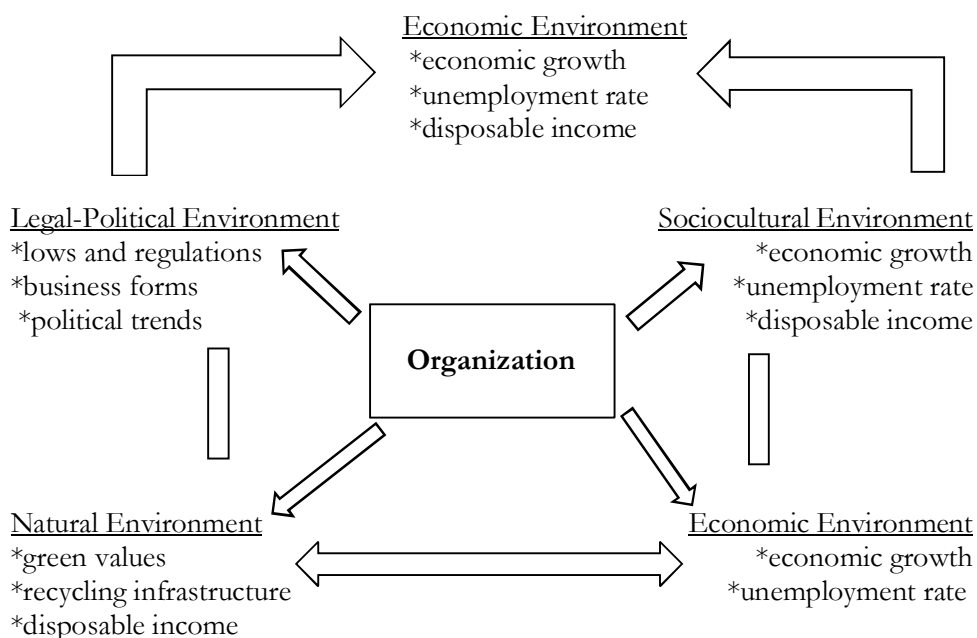 Economic Environment
*economic growth
*unemployment rate
*disposable income
Legal-Political Environment
*lows and regulations
*business forms
*political trends
Sociocultural Environment
*economic growth
*unemployment rate
*disposable income
Organization
Natural Environment
*green values
*recycling infrastructure
*disposable income
Economic Environment
*economic growth
*unemployment rate